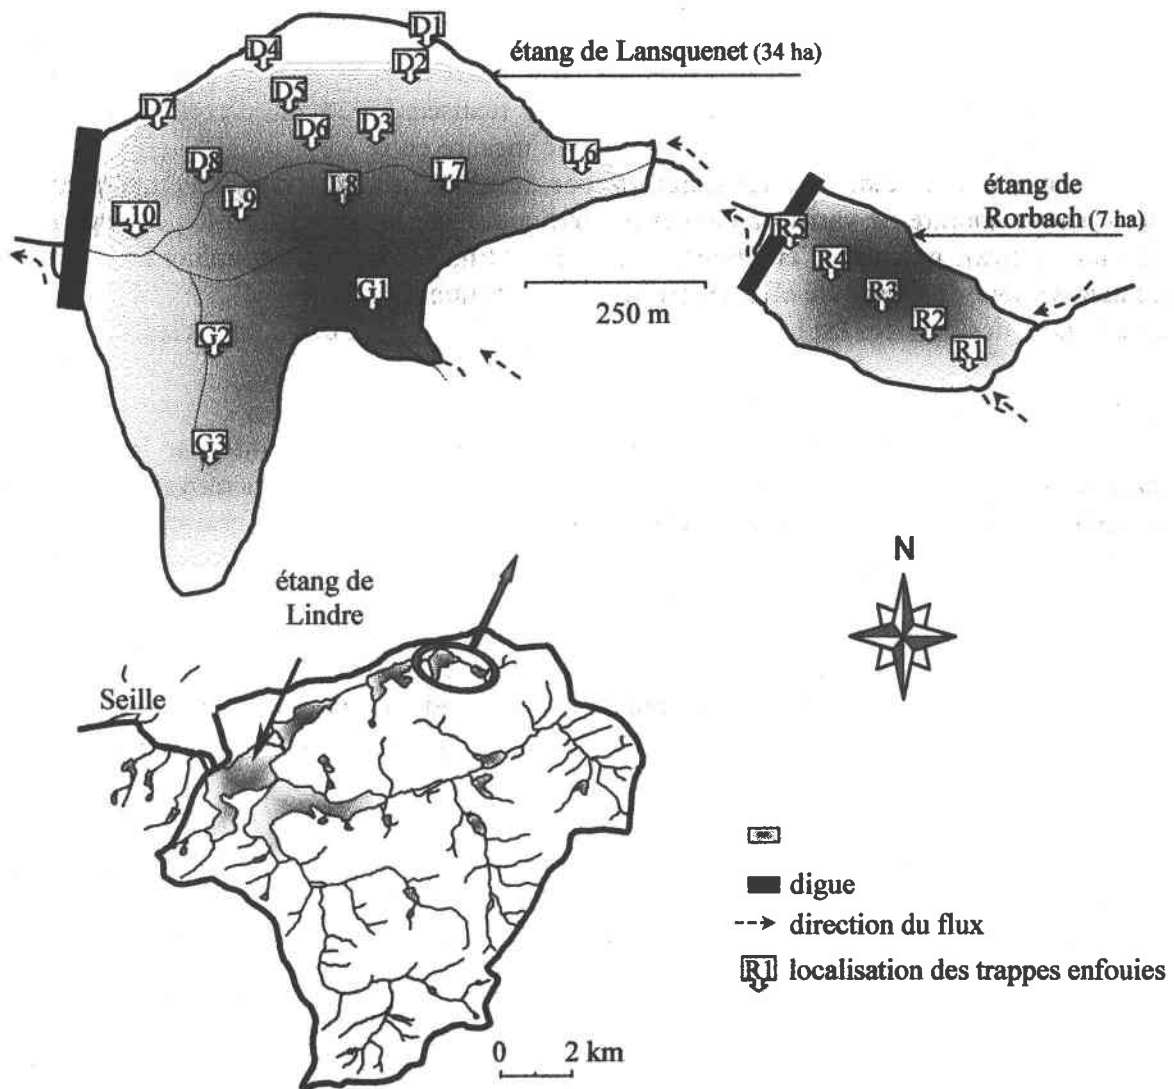 D1
D4
D2
étang de Lansquenet (34 ha)
D5
D7
D3
D6
D8
L6
L7
L8
L9
L10
étang de
Rorbach (7 ha)
R5
R4
R3
R2
R1
G1
250 m
G2
G3
N
étang de
Lindre
Seille
digue
direction du flux
R1 localisation des trappes enfouies
0 2 km